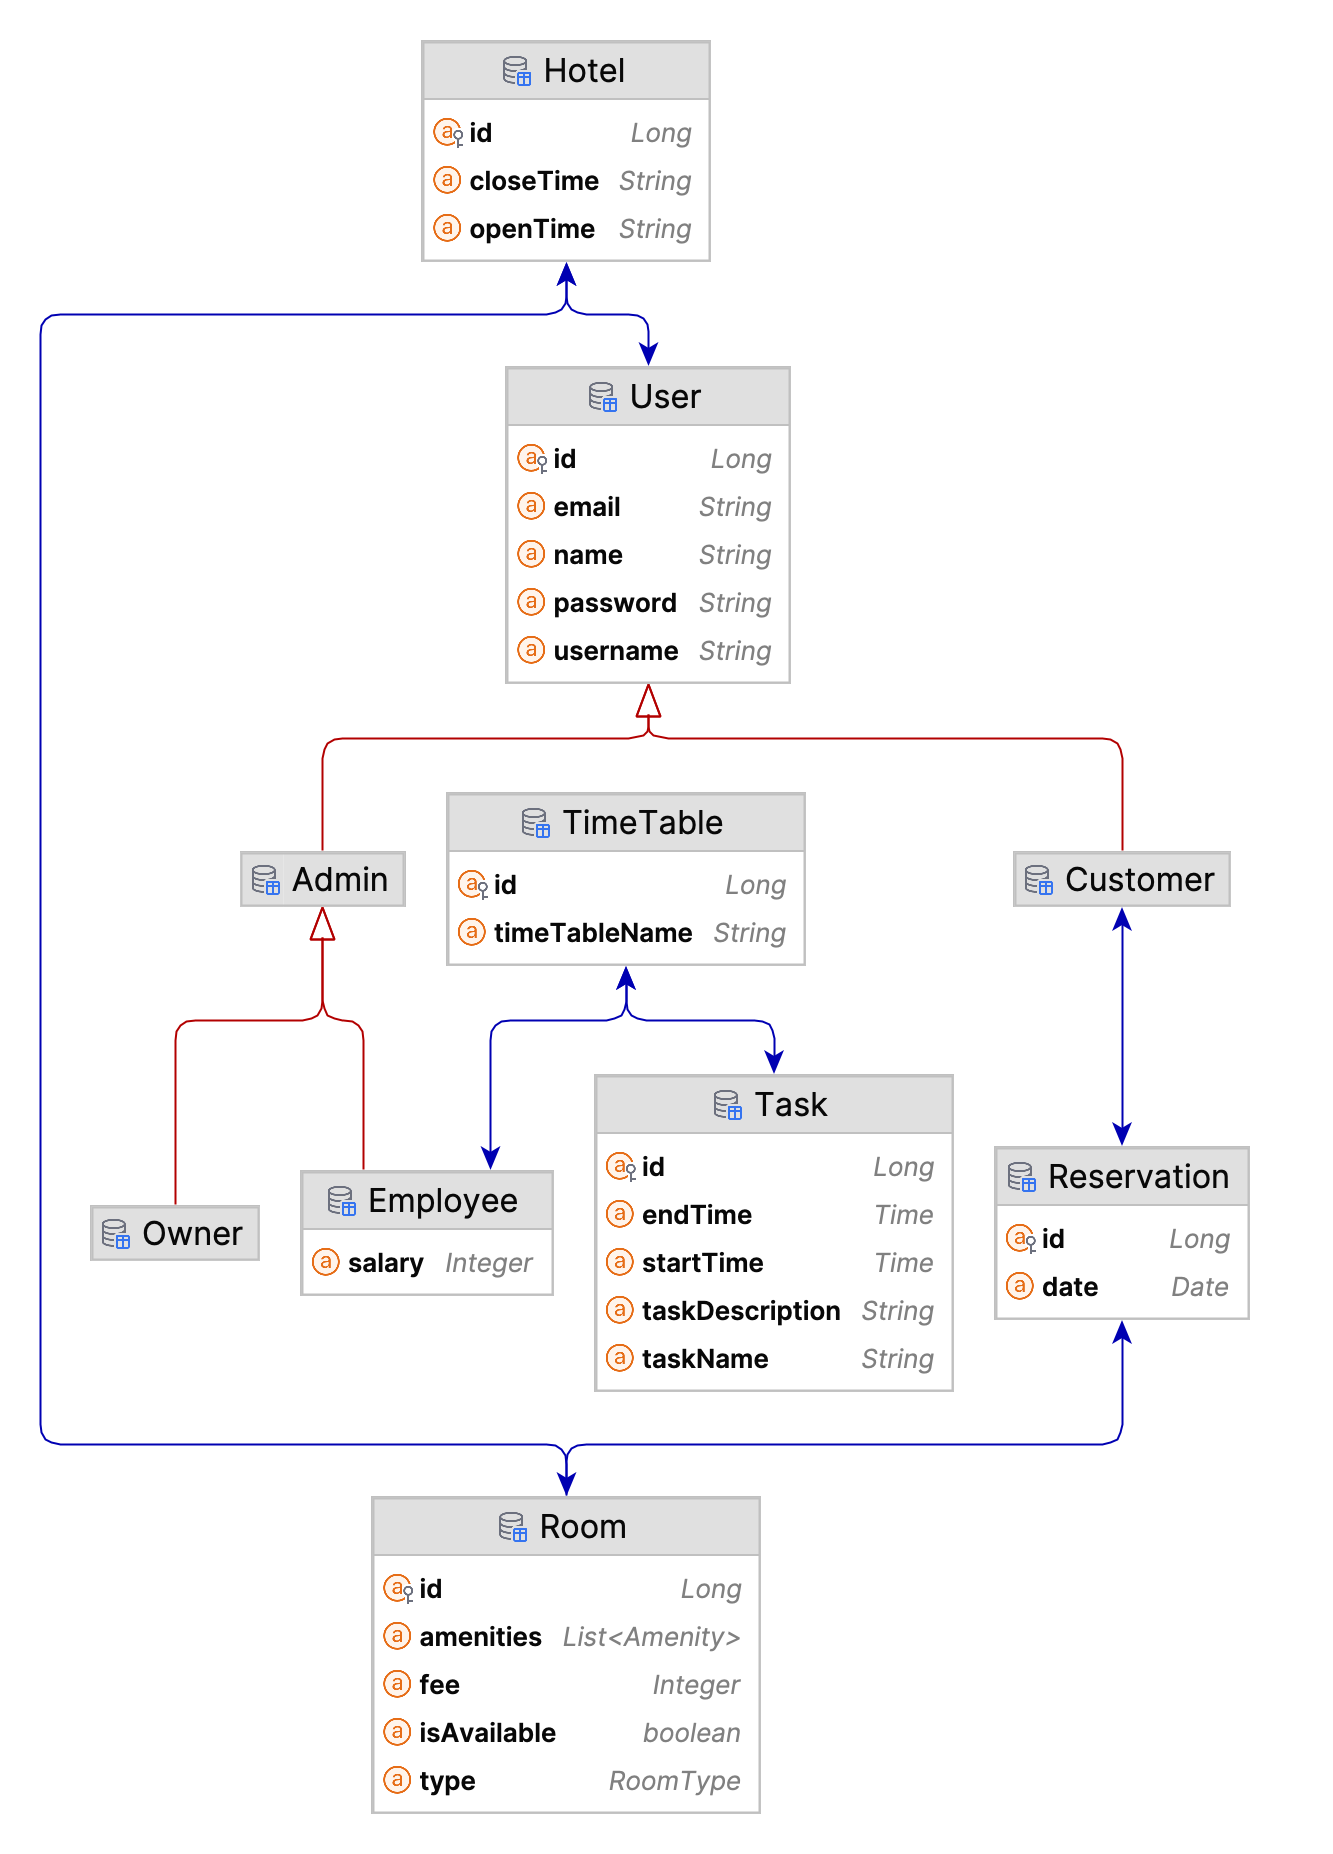 Hotel
id Long
closeTime String
openTime String
User
id Long
email String
name String
password String
username String
TimeTable
id Long
timeTableName String
Admin
Customer
Task
id Long
endTime Time
startTime Time
taskDescription String
taskName String
Reservation
id Long
date Date
Employee
salary Integer
Owner
Room
id Long
amenities List<Amenity>
fee Integer
isAvailable boolean
type RoomType